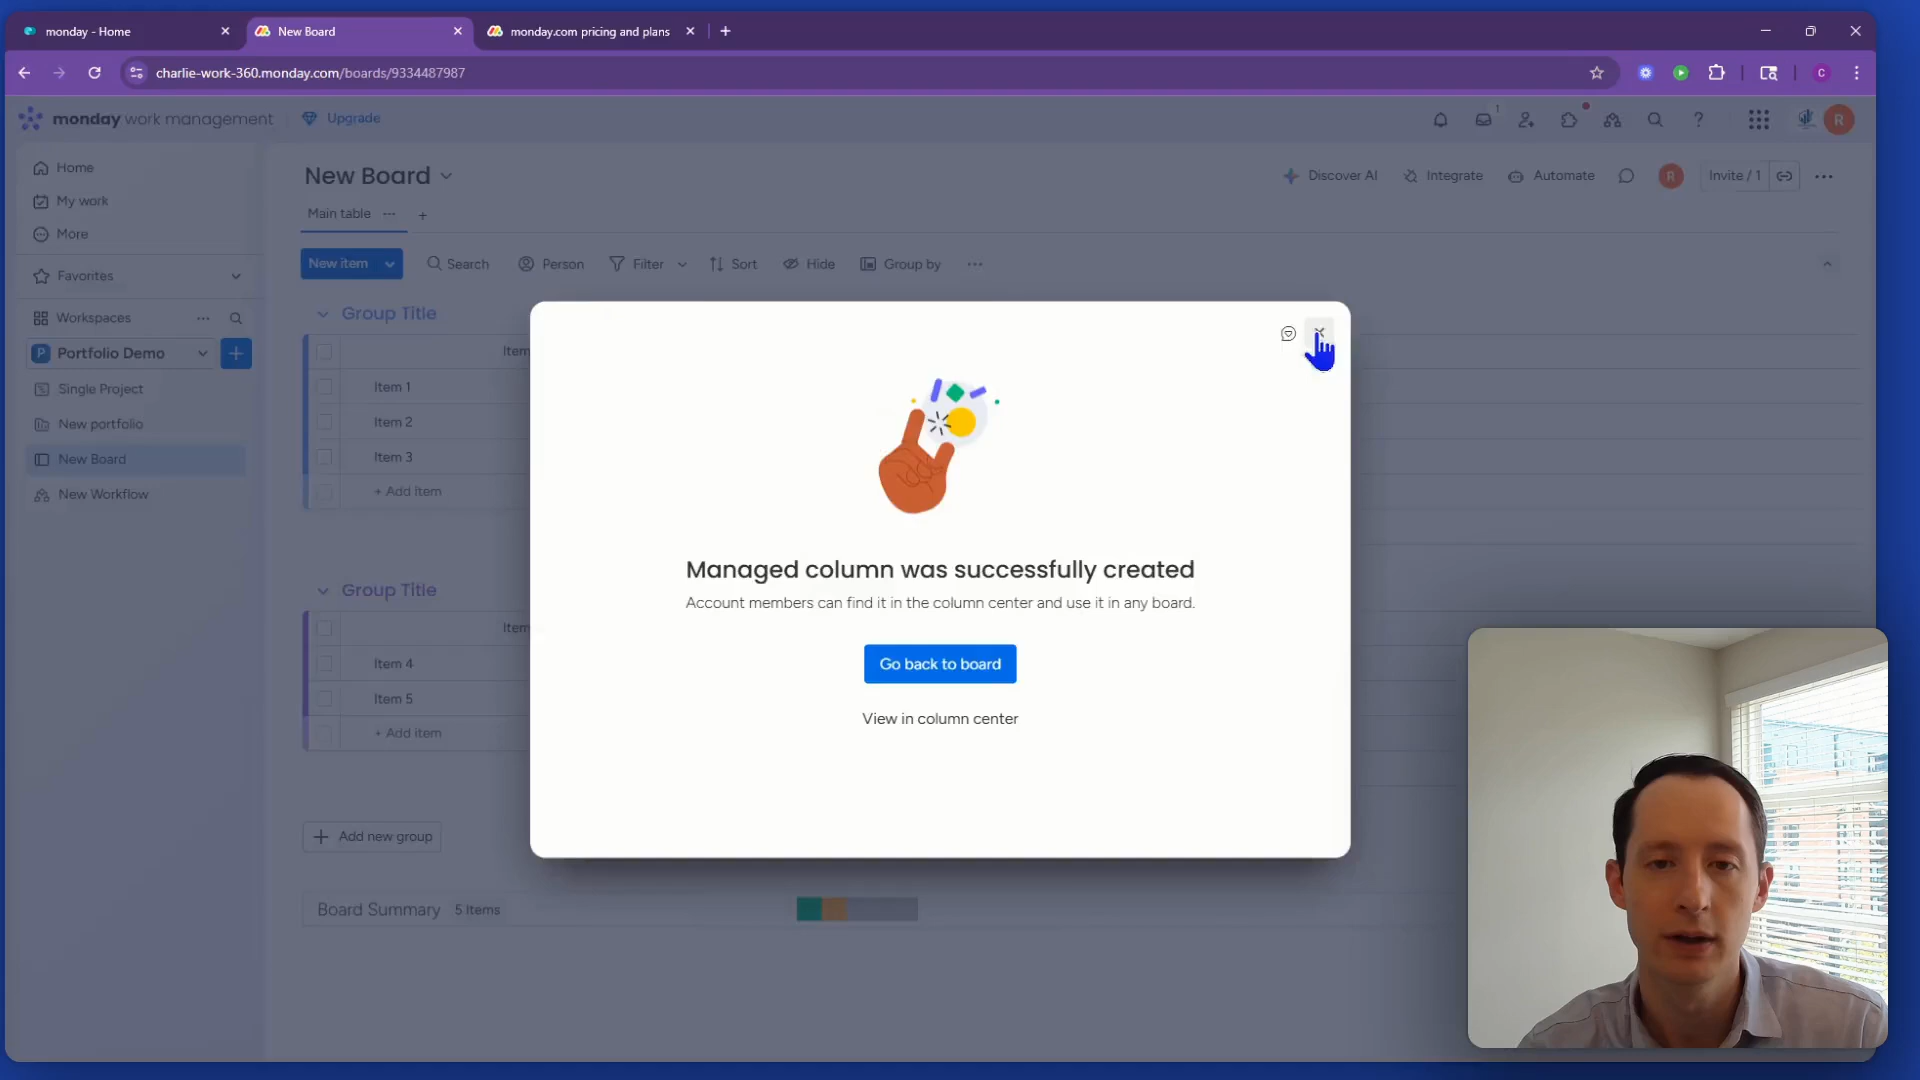 monday - Home
New Board
monday.com pricing and plans
charlie-work-360.monday.com/boards/9334487987
C
monday work management
Upgrade
1
R
Home
My work
More
Favorites
Workspaces
P Portfolio Demo
Single Project
New portfolio
New Board
New Workflow
New Board
Discover AI
Integrate
Automate
R
Invite / 1
Main table
New item
Search
Person
Filter
Sort
Hide
Group by
Group Title
Item
Item 1
Item 2
Item 3
+ Add item
Group Title
Item
Item 4
Item 5
+ Add item
Add new group
Board Summary 5 Items
Managed column was successfully created
Account members can find it in the column center and use it in any board.
Go back to board
View in column center